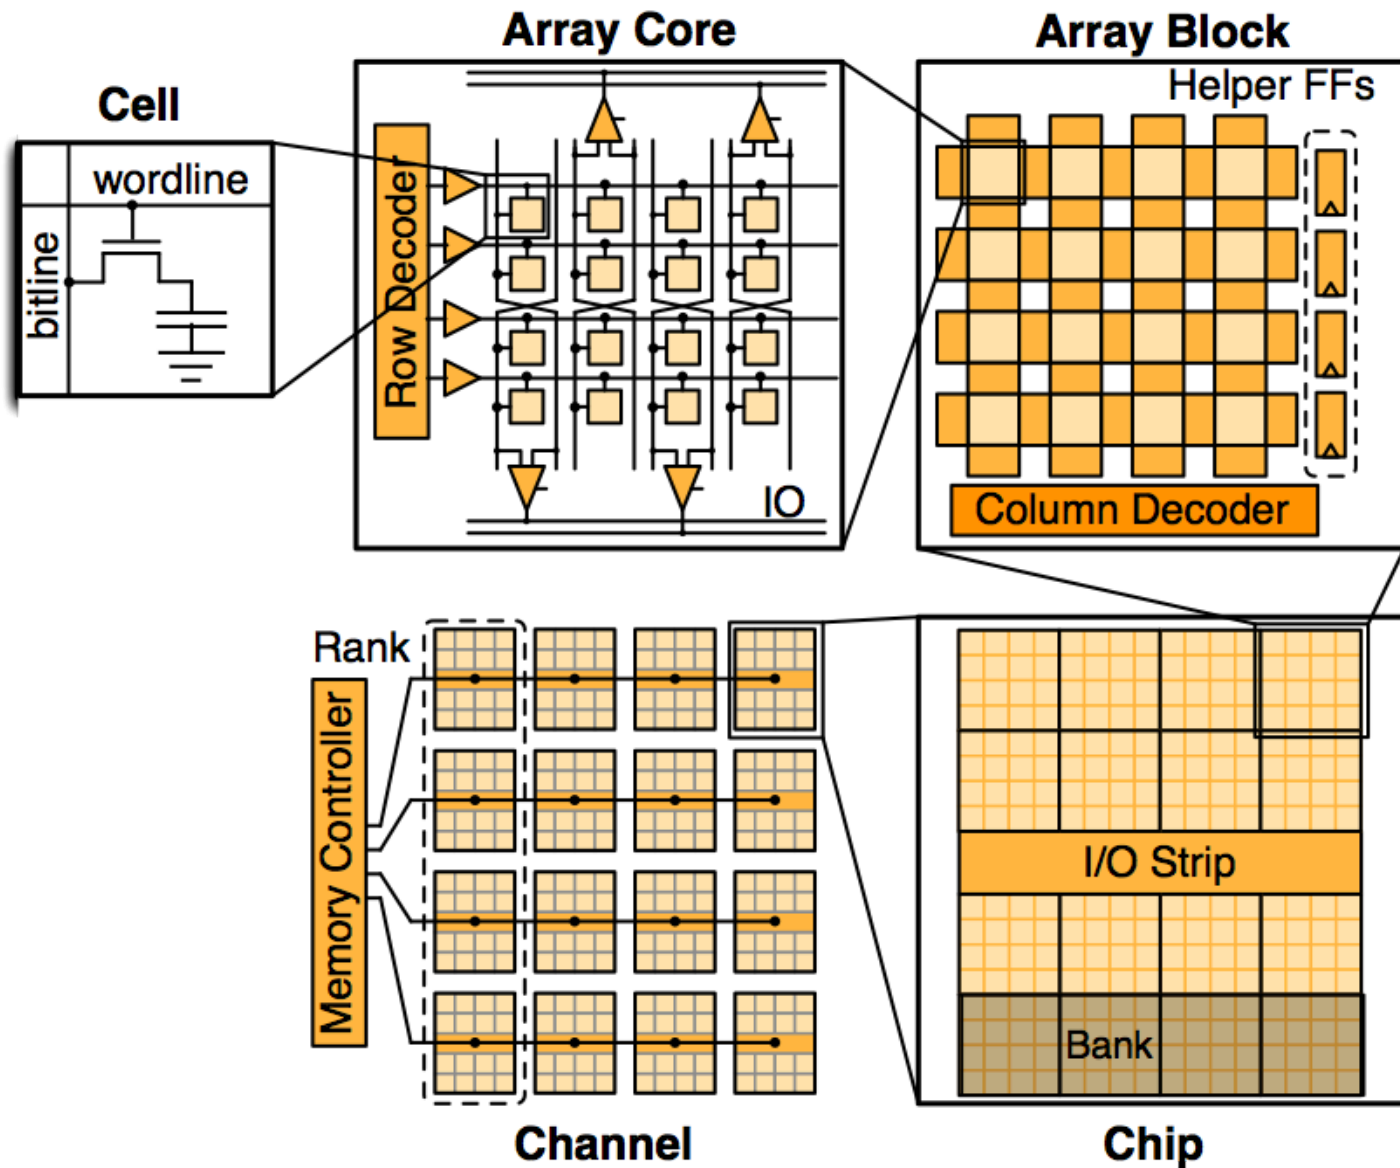 Array Core
Array Block
Cell
Helper FFs
wordline
bitline
Row Decoder
IO
Column Decoder
Rank
Memory Controller
I/O Strip
Bank
Channel
Chip